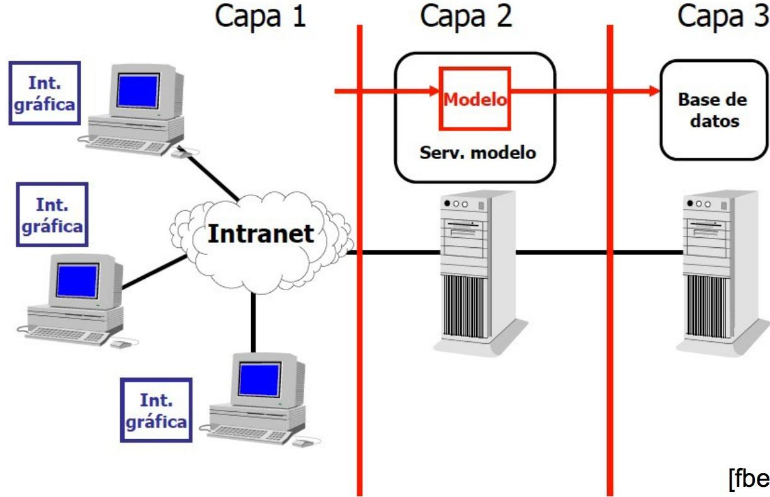 Capa 1
Capa 2
Capa 3
Int.
gráfica
Modelo
Serv. modelo
Base de
datos
Int.
gráfica
Intranet
Int.
gráfica
[fbe